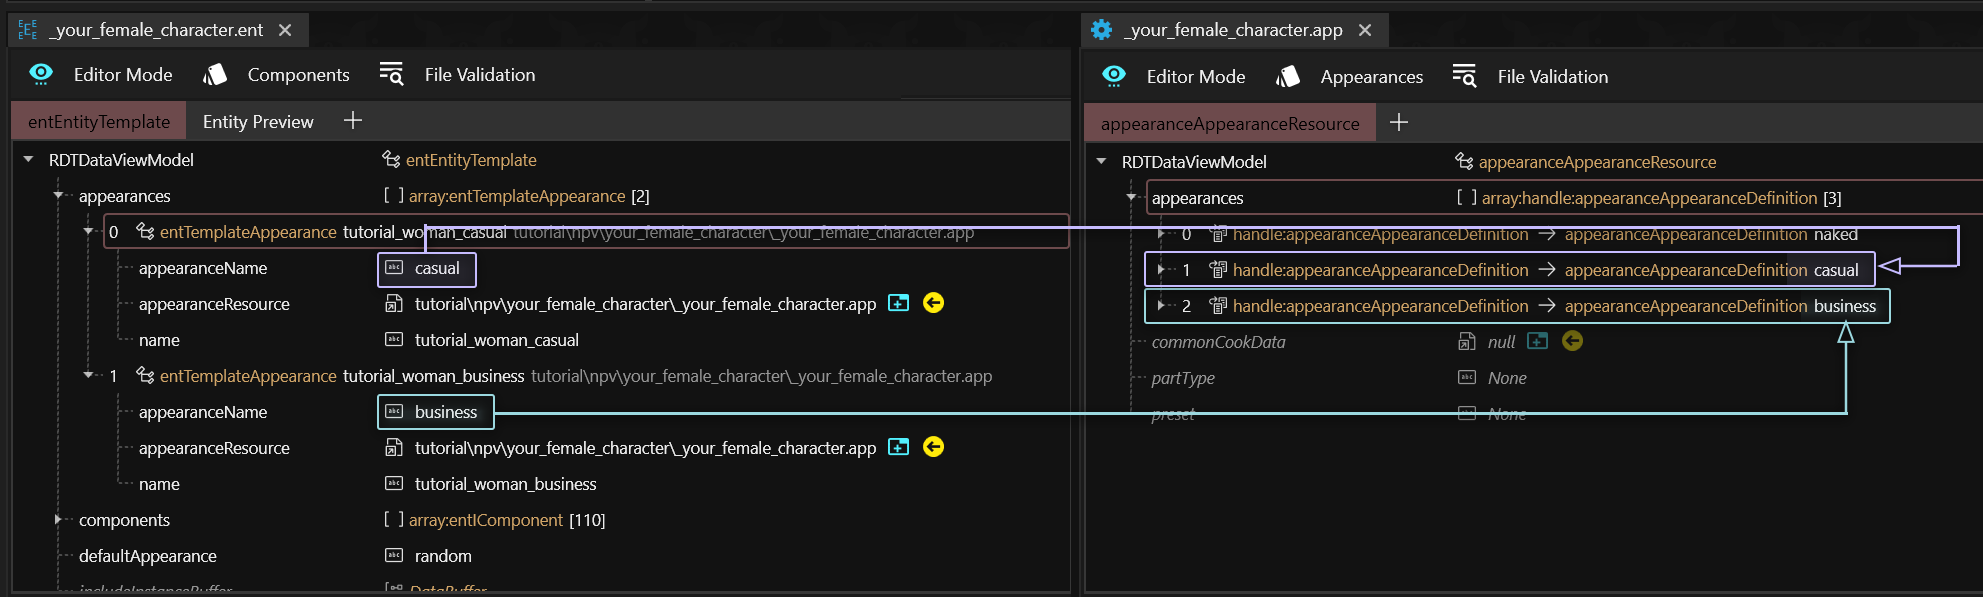 _your_female_character.ent
Editor Mode Components File Validation
entEntityTemplate Entity Preview
RDTDataViewModel entEntityTemplate
appearances [ ] array:entTemplateAppearance [2]
0 entTemplateAppearance tutorial_woman_casual tutorial\npv\your_female_character\_your_female_character.app
appearanceName casual
appearanceResource tutorial\npv\your_female_character\_your_female_character.app
name tutorial_woman_casual
1 entTemplateAppearance tutorial_woman_business tutorial\npv\your_female_character\_your_female_character.app
appearanceName business
appearanceResource tutorial\npv\your_female_character\_your_female_character.app
name tutorial_woman_business
components [ ] array:entIComponent [110]
defaultAppearance random
includeInstanceBuffer DataBuffer
_your_female_character.app
Editor Mode Appearances File Validation
appearanceAppearanceResource
RDTDataViewModel appearanceAppearanceResource
appearances [ ] array:handle:appearanceAppearanceDefinition [3]
0 handle:appearanceAppearanceDefinition → appearanceAppearanceDefinition naked
1 handle:appearanceAppearanceDefinition → appearanceAppearanceDefinition casual
2 handle:appearanceAppearanceDefinition → appearanceAppearanceDefinition business
commonCookData null
partType None
preset None